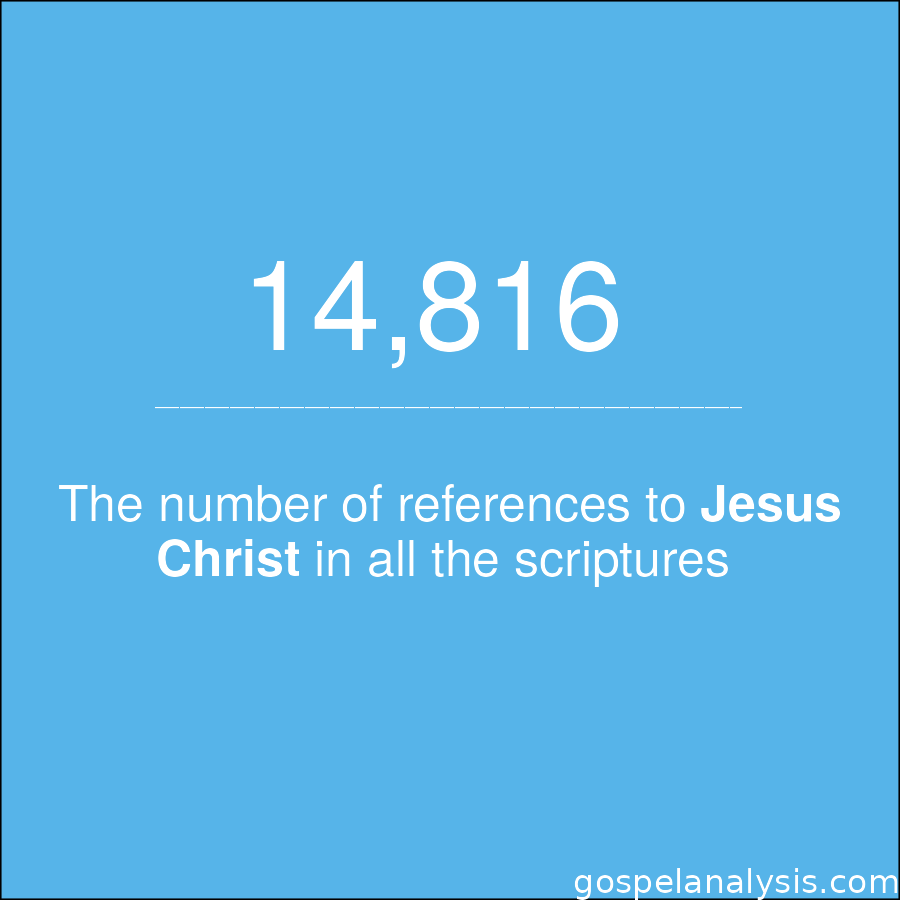 14,816
The number of references to Jesus
Christ in all the scriptures
gospelanalysis.com